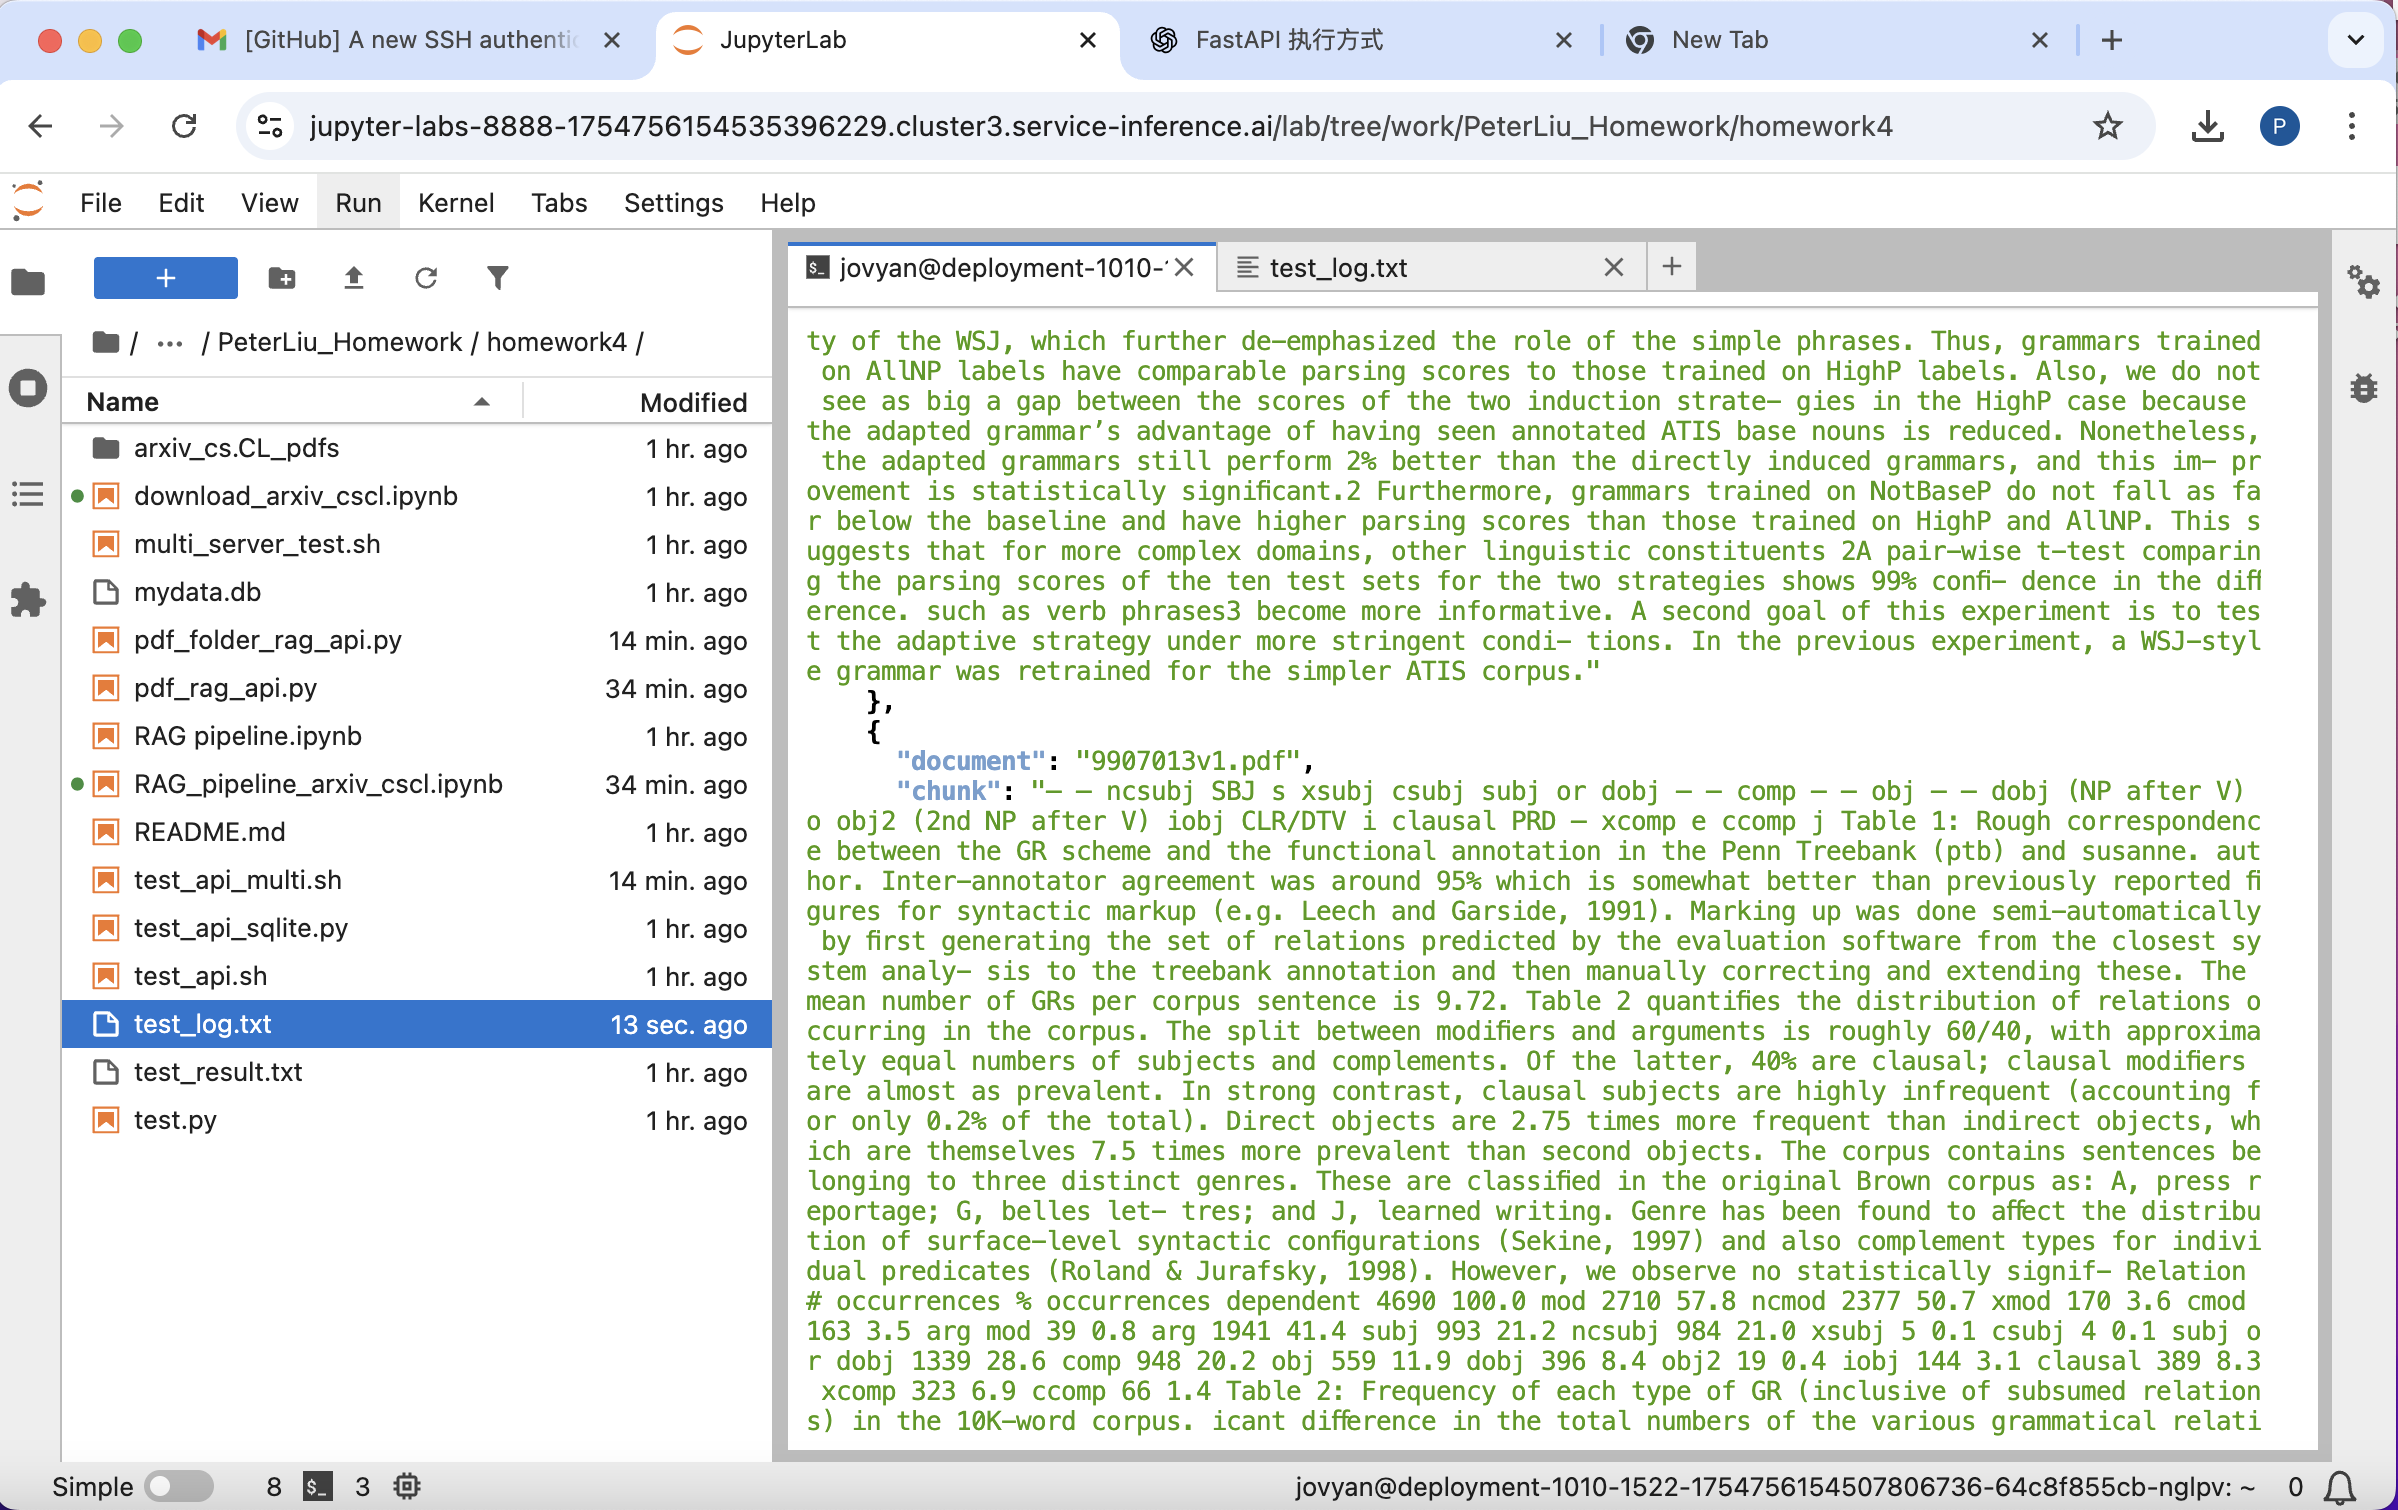 [GitHub] A new SSH authentic
JupyterLab
FastAPI 执行方式
New Tab
jupyter-labs-8888-1754756154535396229.cluster3.service-inference.ai/lab/tree/work/PeterLiu_Homework/homework4
P
File Edit View Run Kernel Tabs Settings Help
/ ··· / PeterLiu_Homework / homework4 /
Name Modified
arxiv_cs.CL_pdfs 1 hr. ago
download_arxiv_cscl.ipynb 1 hr. ago
multi_server_test.sh 1 hr. ago
mydata.db 1 hr. ago
pdf_folder_rag_api.py 14 min. ago
pdf_rag_api.py 34 min. ago
RAG pipeline.ipynb 1 hr. ago
RAG_pipeline_arxiv_cscl.ipynb 34 min. ago
README.md 1 hr. ago
test_api_multi.sh 14 min. ago
test_api_sqlite.py 1 hr. ago
test_api.sh 1 hr. ago
test_log.txt 13 sec. ago
test_result.txt 1 hr. ago
test.py 1 hr. ago
jovyan@deployment-1010-1
test_log.txt
ty of the WSJ, which further de-emphasized the role of the simple phrases. Thus, grammars trained
on AllNP labels have comparable parsing scores to those trained on HighP labels. Also, we do not
see as big a gap between the scores of the two induction strate- gies in the HighP case because
the adapted grammar’s advantage of having seen annotated ATIS base nouns is reduced. Nonetheless,
the adapted grammars still perform 2% better than the directly induced grammars, and this im- pr
ovement is statistically significant.2 Furthermore, grammars trained on NotBaseP do not fall as fa
r below the baseline and have higher parsing scores than those trained on HighP and AllNP. This s
uggests that for more complex domains, other linguistic constituents 2A pair-wise t-test comparin
g the parsing scores of the ten test sets for the two strategies shows 99% confi- dence in the diff
erence. such as verb phrases3 become more informative. A second goal of this experiment is to tes
t the adaptive strategy under more stringent condi- tions. In the previous experiment, a WSJ-styl
e grammar was retrained for the simpler ATIS corpus."
},
{
"document": "9907013v1.pdf",
"chunk": "– – ncsubj SBJ s xsubj csubj subj or dobj – – comp – – obj – – dobj (NP after V)
o obj2 (2nd NP after V) iobj CLR/DTV i clausal PRD – xcomp e ccomp j Table 1: Rough correspondenc
e between the GR scheme and the functional annotation in the Penn Treebank (ptb) and susanne. aut
hor. Inter-annotator agreement was around 95% which is somewhat better than previously reported fi
gures for syntactic markup (e.g. Leech and Garside, 1991). Marking up was done semi-automatically
by first generating the set of relations predicted by the evaluation software from the closest sy
stem analy- sis to the treebank annotation and then manually correcting and extending these. The
mean number of GRs per corpus sentence is 9.72. Table 2 quantifies the distribution of relations o
ccurring in the corpus. The split between modifiers and arguments is roughly 60/40, with approxima
tely equal numbers of subjects and complements. Of the latter, 40% are clausal; clausal modifiers
are almost as prevalent. In strong contrast, clausal subjects are highly infrequent (accounting f
or only 0.2% of the total). Direct objects are 2.75 times more frequent than indirect objects, wh
ich are themselves 7.5 times more prevalent than second objects. The corpus contains sentences be
longing to three distinct genres. These are classified in the original Brown corpus as: A, press r
eportage; G, belles let- tres; and J, learned writing. Genre has been found to affect the distribu
tion of surface-level syntactic configurations (Sekine, 1997) and also complement types for indivi
dual predicates (Roland & Jurafsky, 1998). However, we observe no statistically signif- Relation
# occurrences % occurrences dependent 4690 100.0 mod 2710 57.8 ncmod 2377 50.7 xmod 170 3.6 cmod
163 3.5 arg mod 39 0.8 arg 1941 41.4 subj 993 21.2 ncsubj 984 21.0 xsubj 5 0.1 csubj 4 0.1 subj o
r dobj 1339 28.6 comp 948 20.2 obj 559 11.9 dobj 396 8.4 obj2 19 0.4 iobj 144 3.1 clausal 389 8.3
xcomp 323 6.9 ccomp 66 1.4 Table 2: Frequency of each type of GR (inclusive of subsumed relation
s) in the 10K-word corpus. icant difference in the total numbers of the various grammatical relati
Simple 8 $_ 3
jovyan@deployment-1010-1522-1754756154507806736-64c8f855cb-nglpv: ~ 0